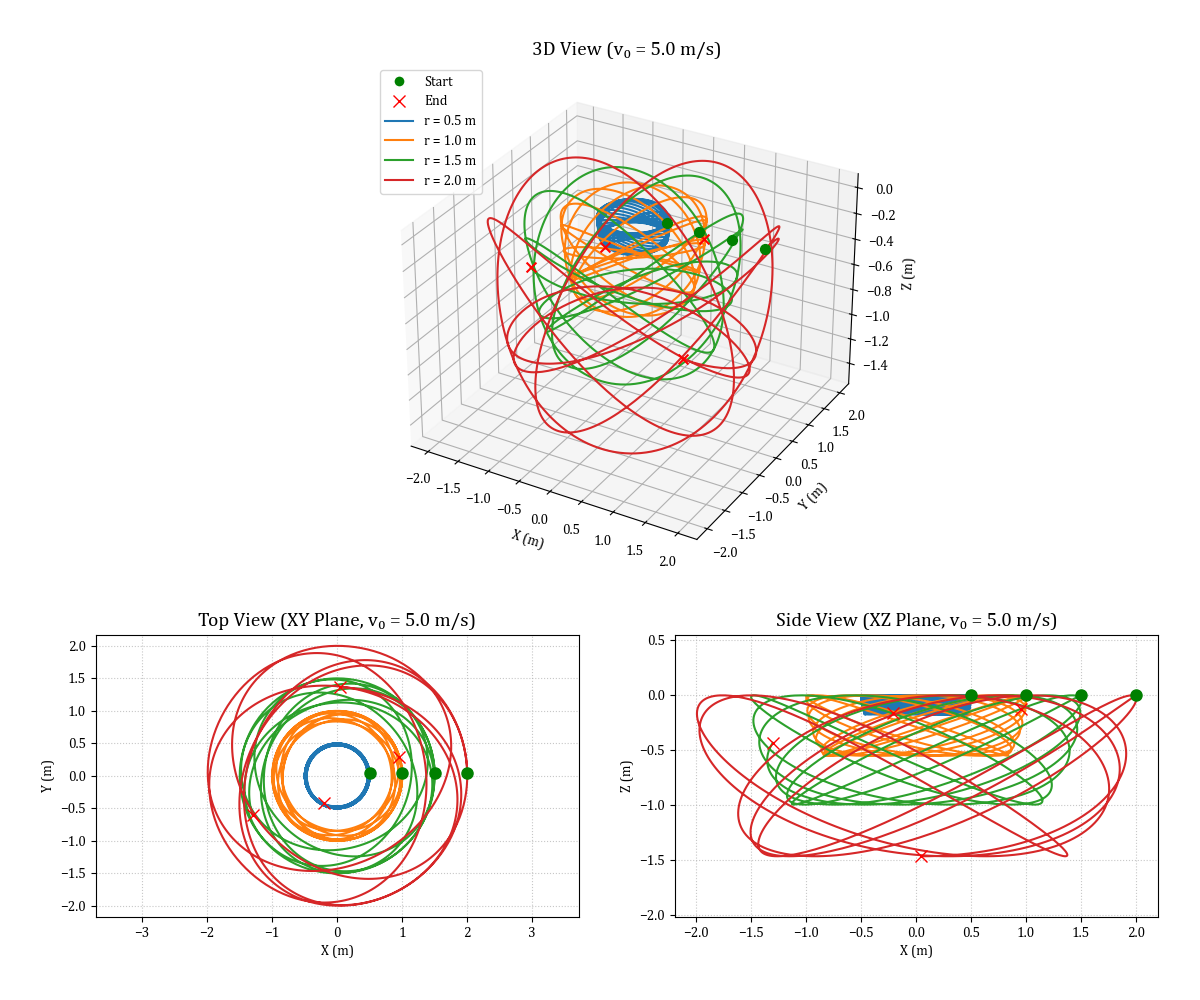 3D View (v₀ = 5.0 m/s)
Start
End
r = 0.5 m
r = 1.0 m
r = 1.5 m
r = 2.0 m
0.0
−0.2
−0.4
−0.6
−0.8
−1.0
−1.2
−1.4
Z (m)
2.0
1.5
1.0
0.5
0.0
−0.5
−1.0
−1.5
−2.0
Y (m)
−2.0
−1.5
−1.0
−0.5
0.0
0.5
1.0
1.5
2.0
X (m)
Top View (XY Plane, v₀ = 5.0 m/s)
2.0
1.5
1.0
0.5
0.0
−0.5
−1.0
−1.5
−2.0
Y (m)
−3 −2 −1 0 1 2 3
X (m)
Side View (XZ Plane, v₀ = 5.0 m/s)
0.5
0.0
−0.5
−1.0
−1.5
−2.0
Z (m)
−2.0 −1.5 −1.0 −0.5 0.0 0.5 1.0 1.5 2.0
X (m)